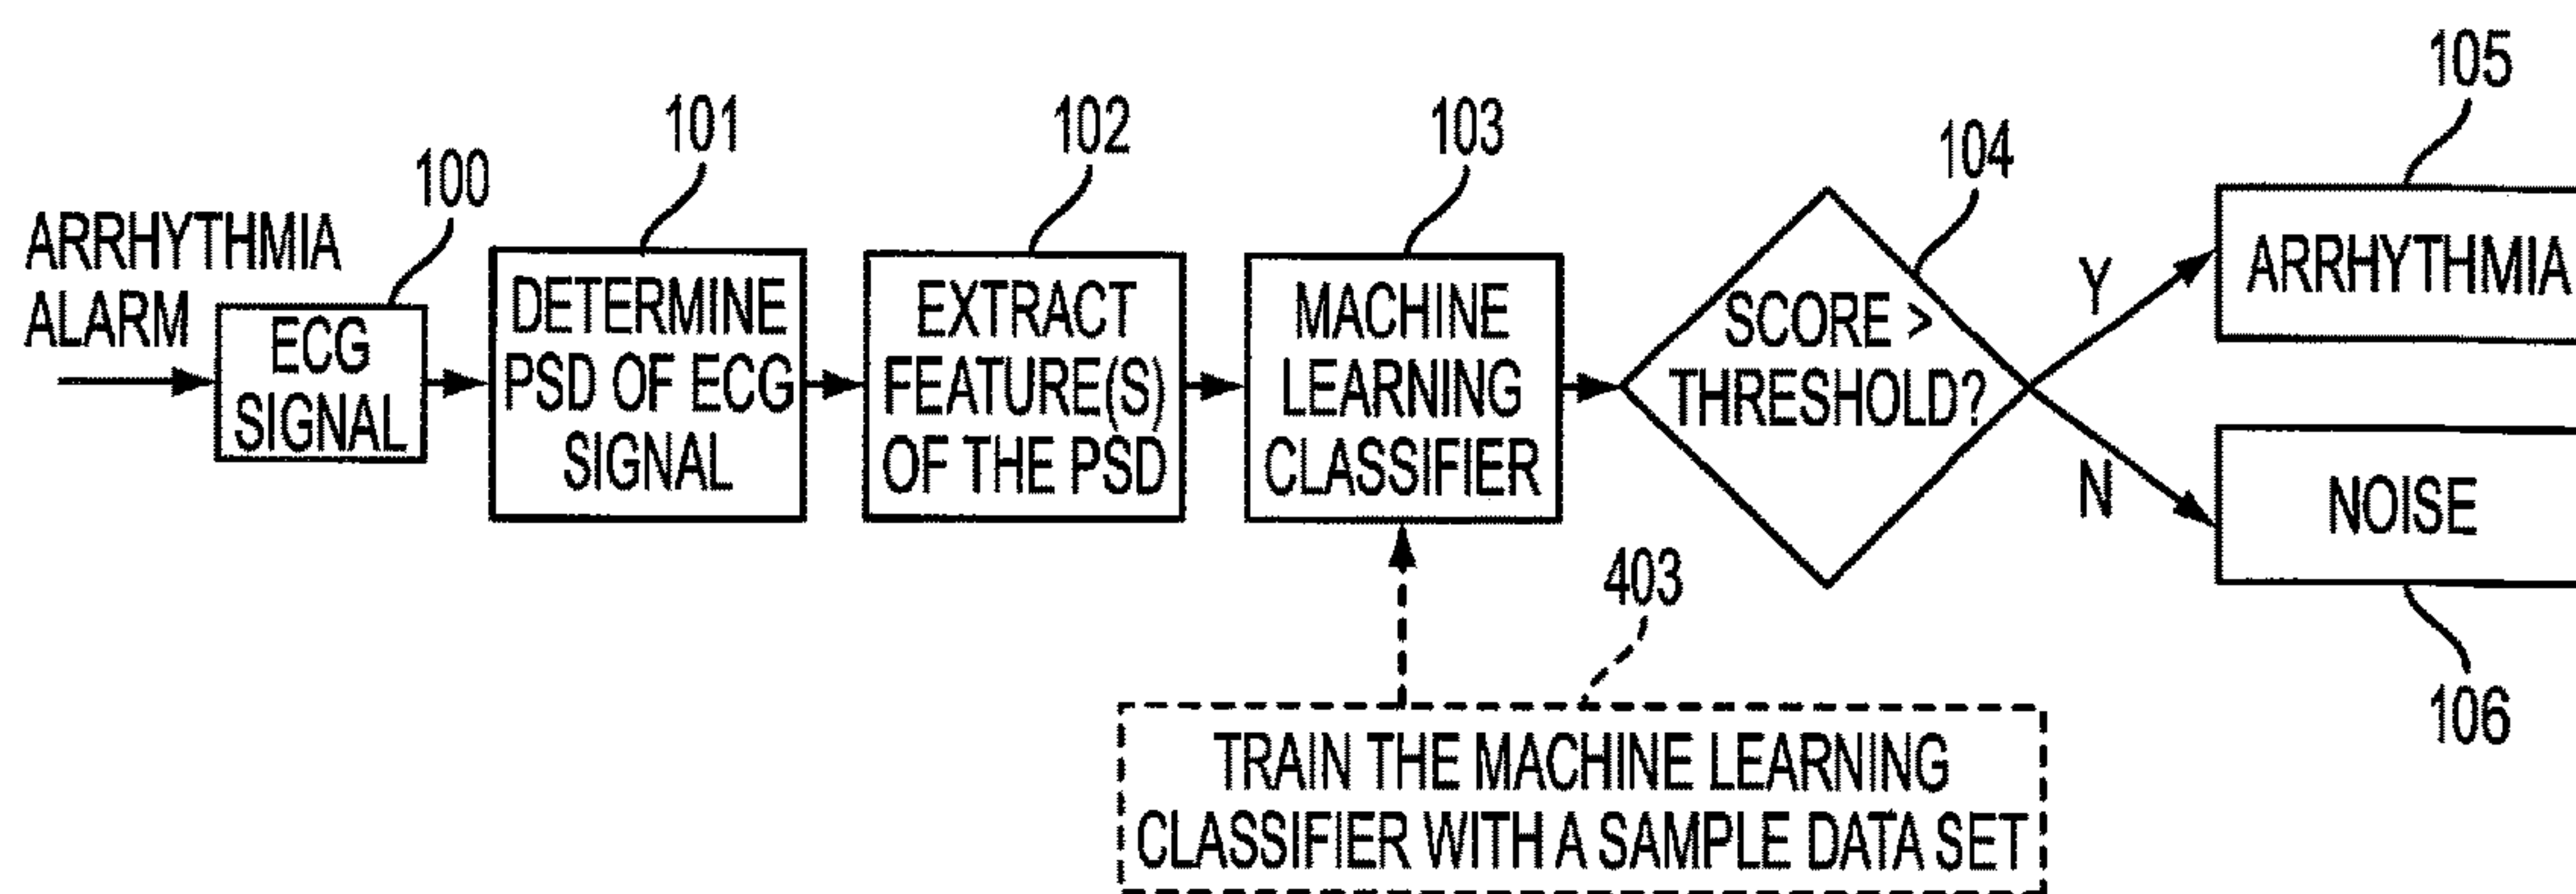 ARRHYTHMIA
ALARM
100
ECG
SIGNAL
101
DETERMINE
PSD OF ECG
SIGNAL
102
EXTRACT
FEATURE(S)
OF THE PSD
103
MACHINE
LEARNING
CLASSIFIER
104
SCORE >
THRESHOLD?
Y
N
105
ARRHYTHMIA
NOISE
106
403
TRAIN THE MACHINE LEARNING
CLASSIFIER WITH A SAMPLE DATA SET